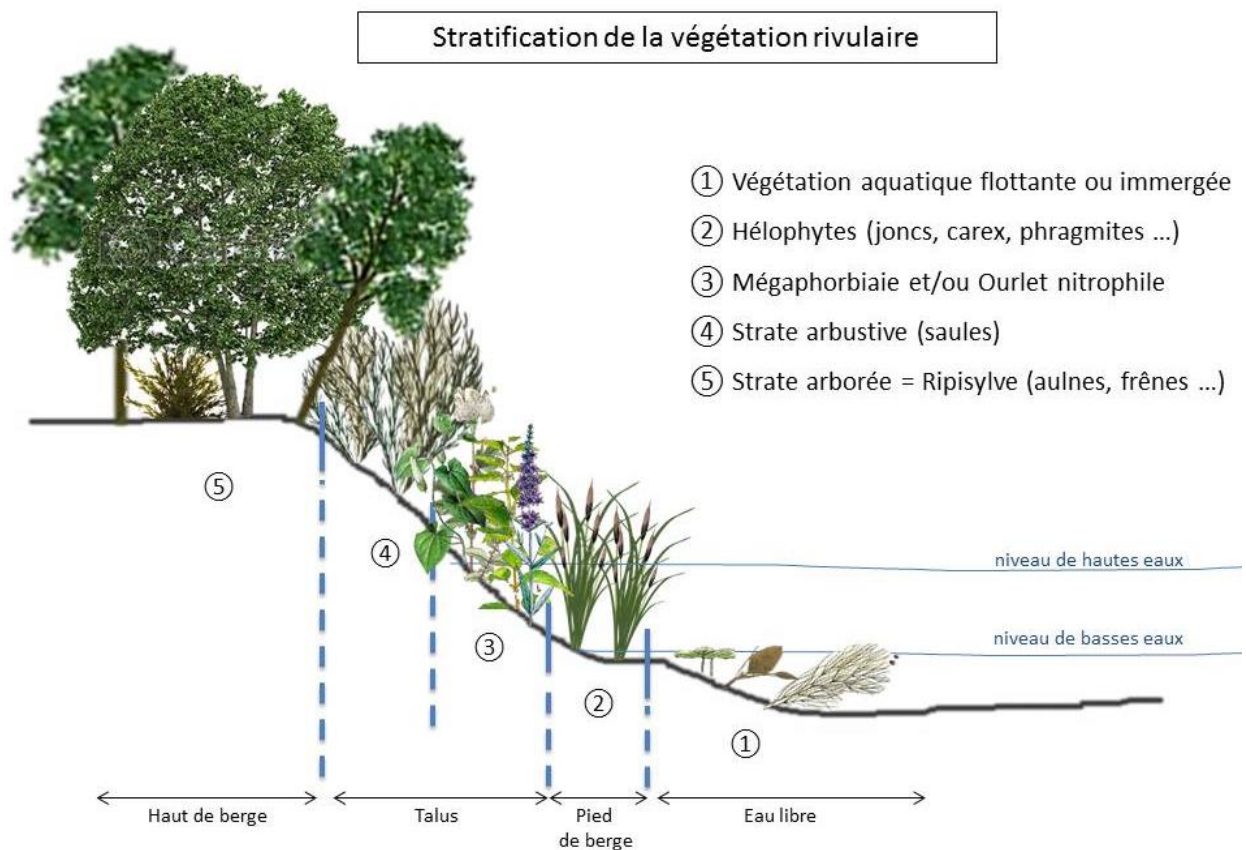 Stratification de la végétation rivulaire
① Végétation aquatique flottante ou immergée
② Hélophytes (joncs, carex, phragmites ...)
③ Mégaphorbiaie et/ou Ourlet nitrophile
④ Strate arbustive (saules)
⑤ Strate arborée = Ripisylve (aulnes, frênes ...)
⑤
④
③
②
①
niveau de hautes eaux
niveau de basses eaux
Haut de berge
Talus
Pied
de berge
Eau libre